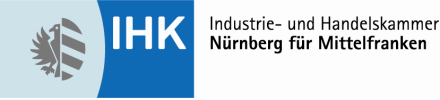 IHK
Industrie- und Handelskammer
Nürnberg für Mittelfranken